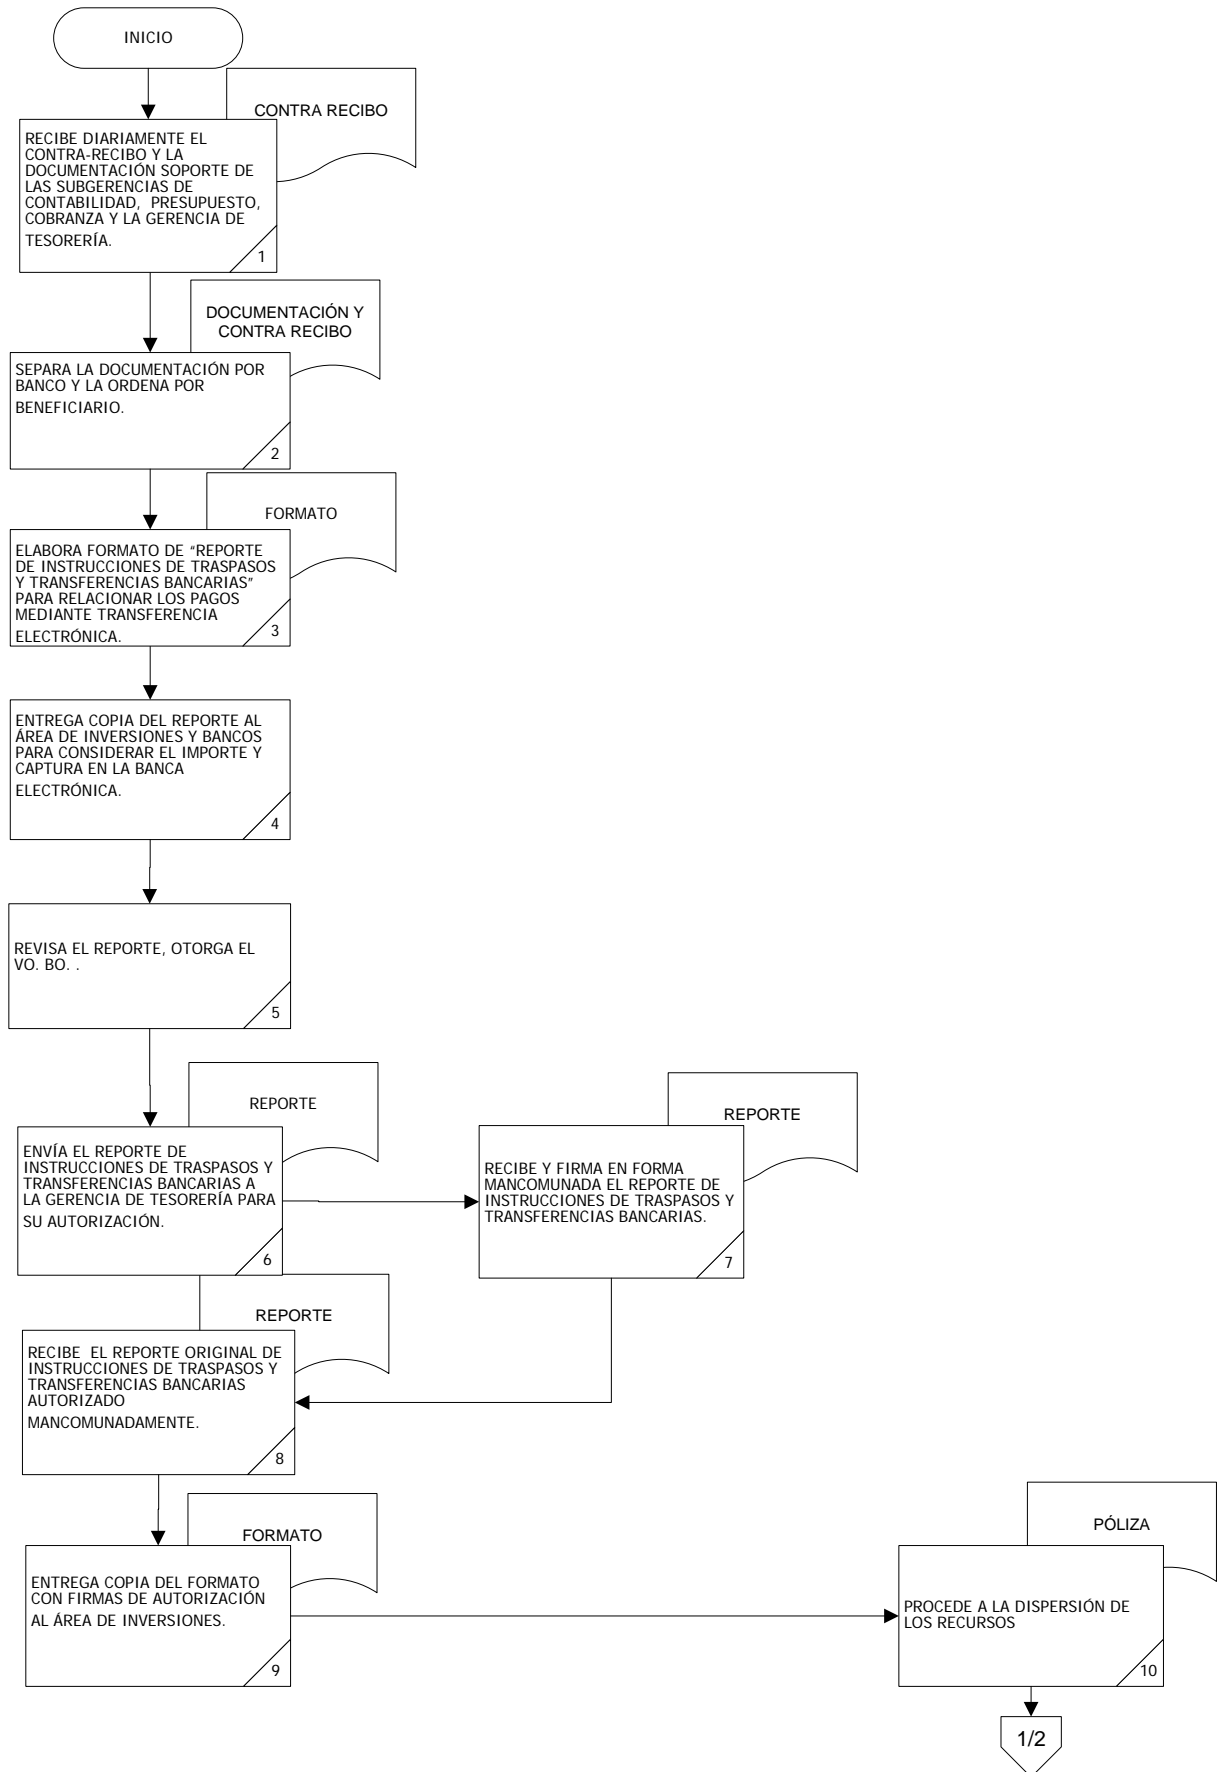 INICIO
CONTRA RECIBO
RECIBE DIARIAMENTE EL
CONTRA-RECIBO Y LA
DOCUMENTACIÓN SOPORTE DE
LAS SUBGERENCIAS DE
CONTABILIDAD, PRESUPUESTO,
COBRANZA Y LA GERENCIA DE
TESORERÍA.
1
DOCUMENTACIÓN Y
CONTRA RECIBO
SEPARA LA DOCUMENTACIÓN POR
BANCO Y LA ORDENA POR
BENEFICIARIO.
2
FORMATO
ELABORA FORMATO DE "REPORTE
DE INSTRUCCIONES DE TRASPASOS
Y TRANSFERENCIAS BANCARIAS"
PARA RELACIONAR LOS PAGOS
MEDIANTE TRANSFERENCIA
ELECTRÓNICA.
3
ENTREGA COPIA DEL REPORTE AL
ÁREA DE INVERSIONES Y BANCOS
PARA CONSIDERAR EL IMPORTE Y
CAPTURA EN LA BANCA
ELECTRÓNICA.
4
REVISA EL REPORTE, OTORGA EL
VO. BO. .
5
REPORTE
ENVÍA EL REPORTE DE
INSTRUCCIONES DE TRASPASOS Y
TRANSFERENCIAS BANCARIAS A
LA GERENCIA DE TESORERÍA PARA
SU AUTORIZACIÓN.
6
REPORTE
RECIBE Y FIRMA EN FORMA
MANCOMUNADA EL REPORTE DE
INSTRUCCIONES DE TRASPASOS Y
TRANSFERENCIAS BANCARIAS.
7
REPORTE
RECIBE EL REPORTE ORIGINAL DE
INSTRUCCIONES DE TRASPASOS Y
TRANSFERENCIAS BANCARIAS
AUTORIZADO
MANCOMUNADAMENTE.
8
FORMATO
ENTREGA COPIA DEL FORMATO
CON FIRMAS DE AUTORIZACIÓN
AL ÁREA DE INVERSIONES.
9
PÓLIZA
PROCEDE A LA DISPERSIÓN DE
LOS RECURSOS
10
1/2